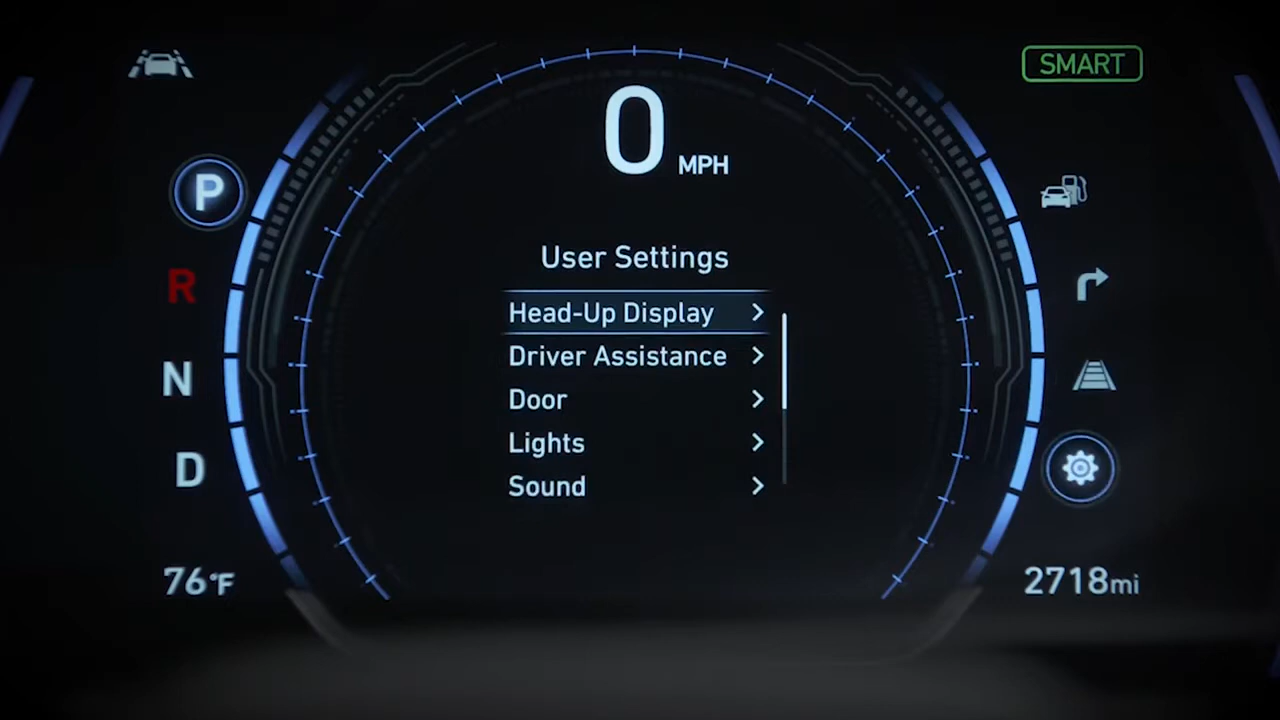 SMART
0 MPH
P
R
N
D
User Settings
Head-Up Display
Driver Assistance
Door
Lights
Sound
76°F
2718mi